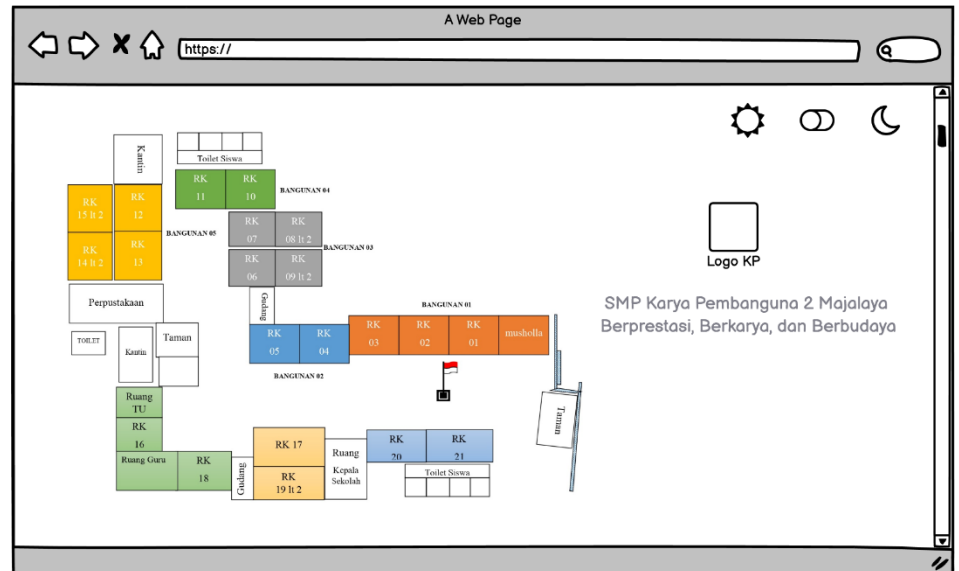 A Web Page
https://
Kantin
Toilet Siswa
RK
11
RK
10
BANGUNAN 04
RK
15 lt 2
RK
12
RK
14 lt 2
RK
13
BANGUNAN 05
RK
07
RK
08 lt 2
RK
06
RK
09 lt 2
BANGUNAN 03
Logo KP
SMP Karya Pembanguna 2 Majalaya
Berprestasi, Berkarya, dan Berbudaya
Perpustakaan
Gudang
BANGUNAN 01
RK
05
RK
04
RK
03
RK
02
RK
01
musholla
BANGUNAN 02
TOILET
Kantin
Taman
Taman
Ruang
TU
RK
16
Ruang Guru
RK
18
Gudang
RK 17
RK
19 lt 2
Ruang
Kepala
Sekolah
RK
20
RK
21
Toilet Siswa